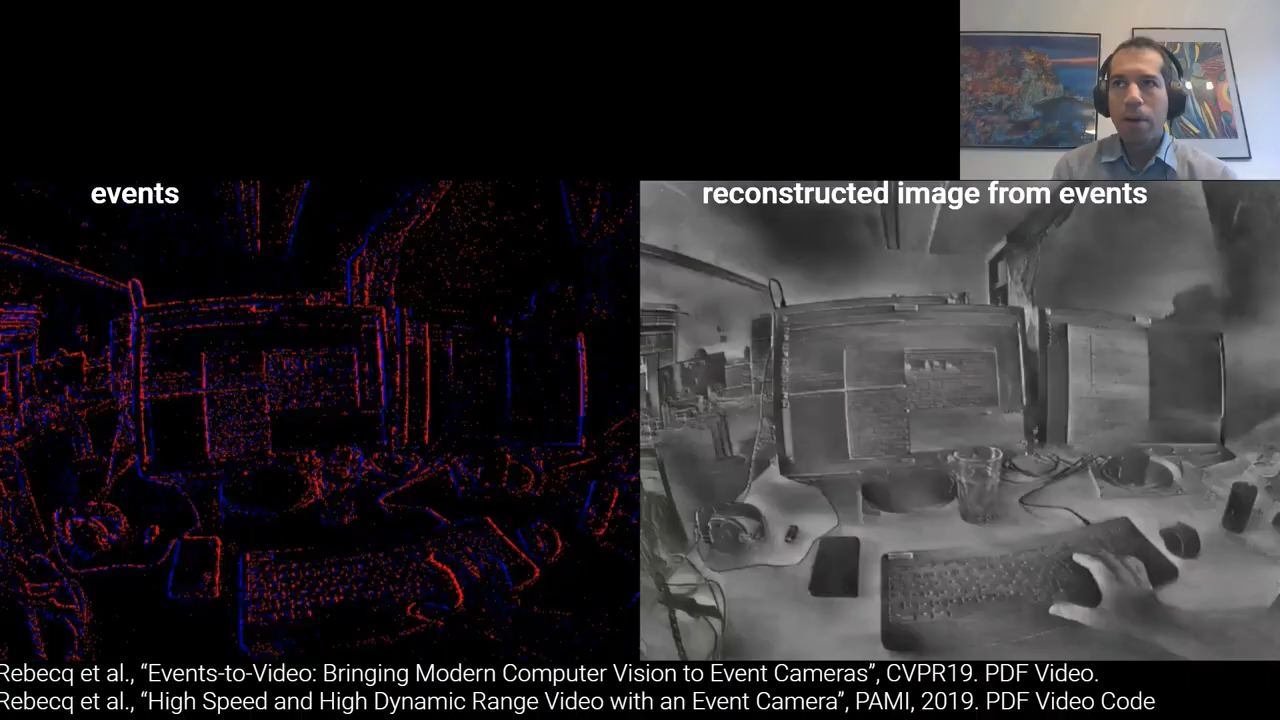 events
reconstructed image from events
Rebecq et al., “Events-to-Video: Bringing Modern Computer Vision to Event Cameras”, CVPR19. PDF Video.
Rebecq et al., “High Speed and High Dynamic Range Video with an Event Camera”, PAMI, 2019. PDF Video Code